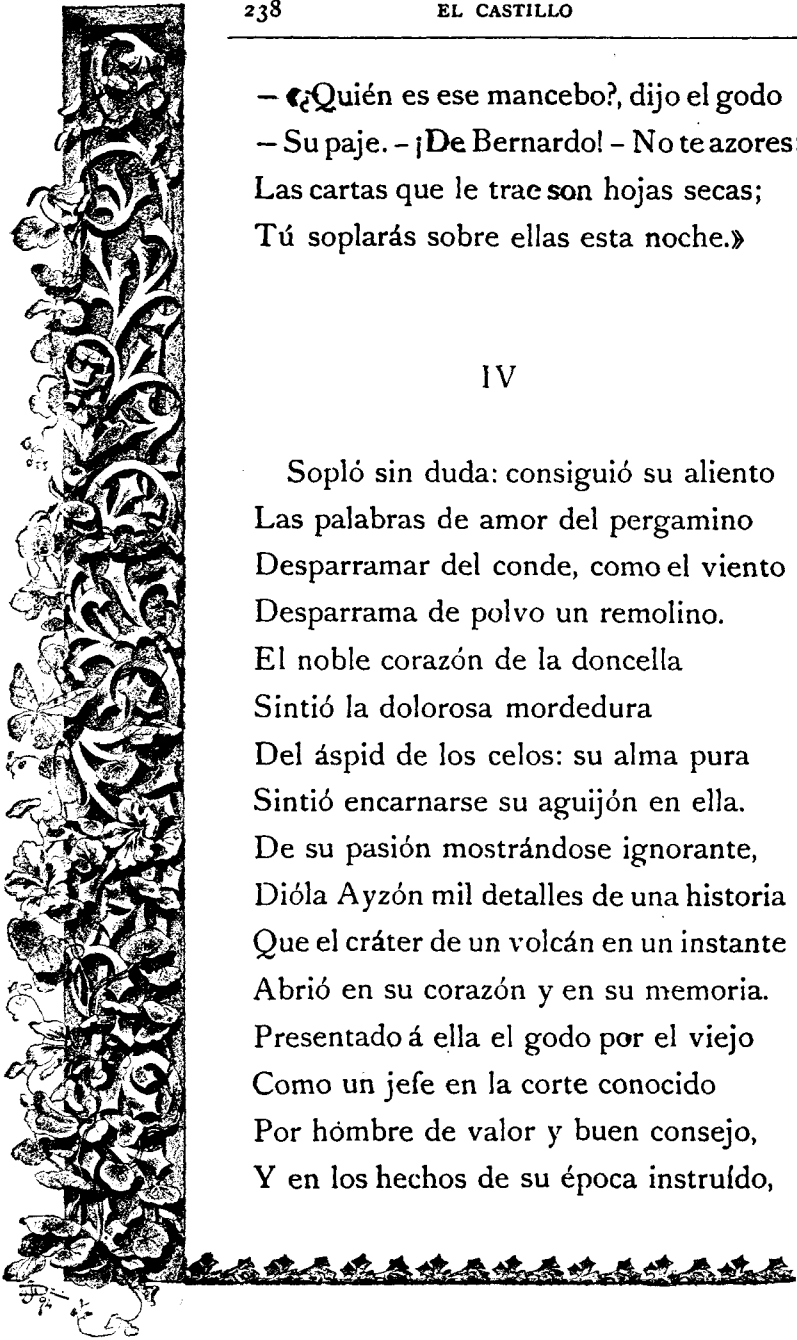 238 EL CASTILLO
– «¿Quién es ese mancebo?, dijo el godo
– Su paje. – ¡De Bernardo! – No te azores:
Las cartas que le trae son hojas secas;
Tú soplarás sobre ellas esta noche.»
IV
Sopló sin duda: consiguió su aliento
Las palabras de amor del pergamino
Desparramar del conde, como el viento
Desparrama de polvo un remolino.
El noble corazón de la doncella
Sintió la dolorosa mordedura
Del áspid de los celos: su alma pura
Sintió encarnarse su aguijón en ella.
De su pasión mostrándose ignorante,
Dióla Ayzón mil detalles de una historia
Que el cráter de un volcán en un instante
Abrió en su corazón y en su memoria.
Presentado á ella el godo por el viejo
Como un jefe en la corte conocido
Por hombre de valor y buen consejo,
Y en los hechos de su época instruído,